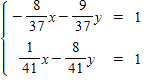 -8/37x-9/37y = 1
1/41x-8/41y = 1